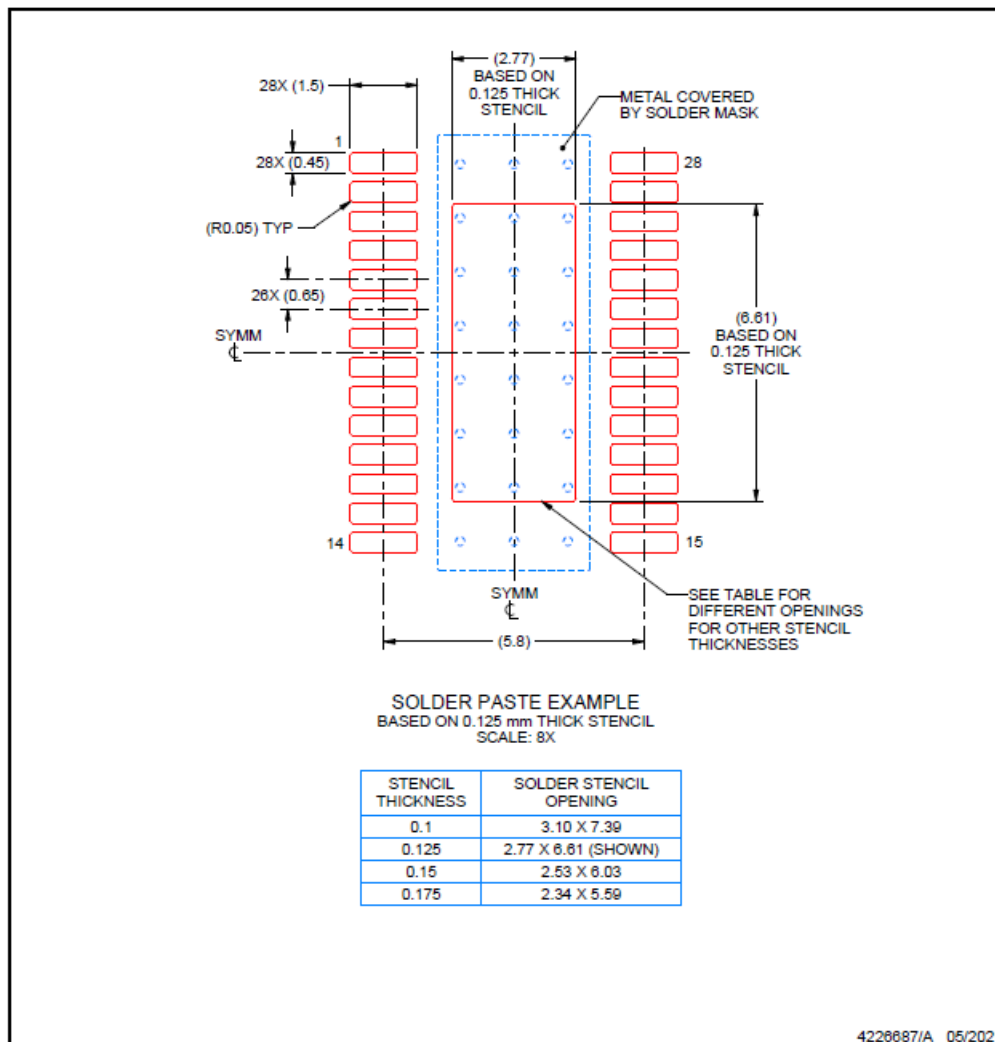 (2.77)
BASED ON
0.125 THICK
STENCIL
28X (1.5)
METAL COVERED
BY SOLDER MASK
1
28X (0.45)
28
(R0.05) TYP
26X (0.65)
SYMM
(6.61)
BASED ON
0.125 THICK
STENCIL
14
15
SYMM
SEE TABLE FOR
DIFFERENT OPENINGS
FOR OTHER STENCIL
THICKNESSES
(5.8)
SOLDER PASTE EXAMPLE
BASED ON 0.125 mm THICK STENCIL
SCALE: 8X
STENCIL THICKNESS
SOLDER STENCIL OPENING
0.1 3.10 X 7.39
0.125 2.77 X 6.61 (SHOWN)
0.15 2.53 X 6.03
0.175 2.34 X 5.59
4226687/A 05/202